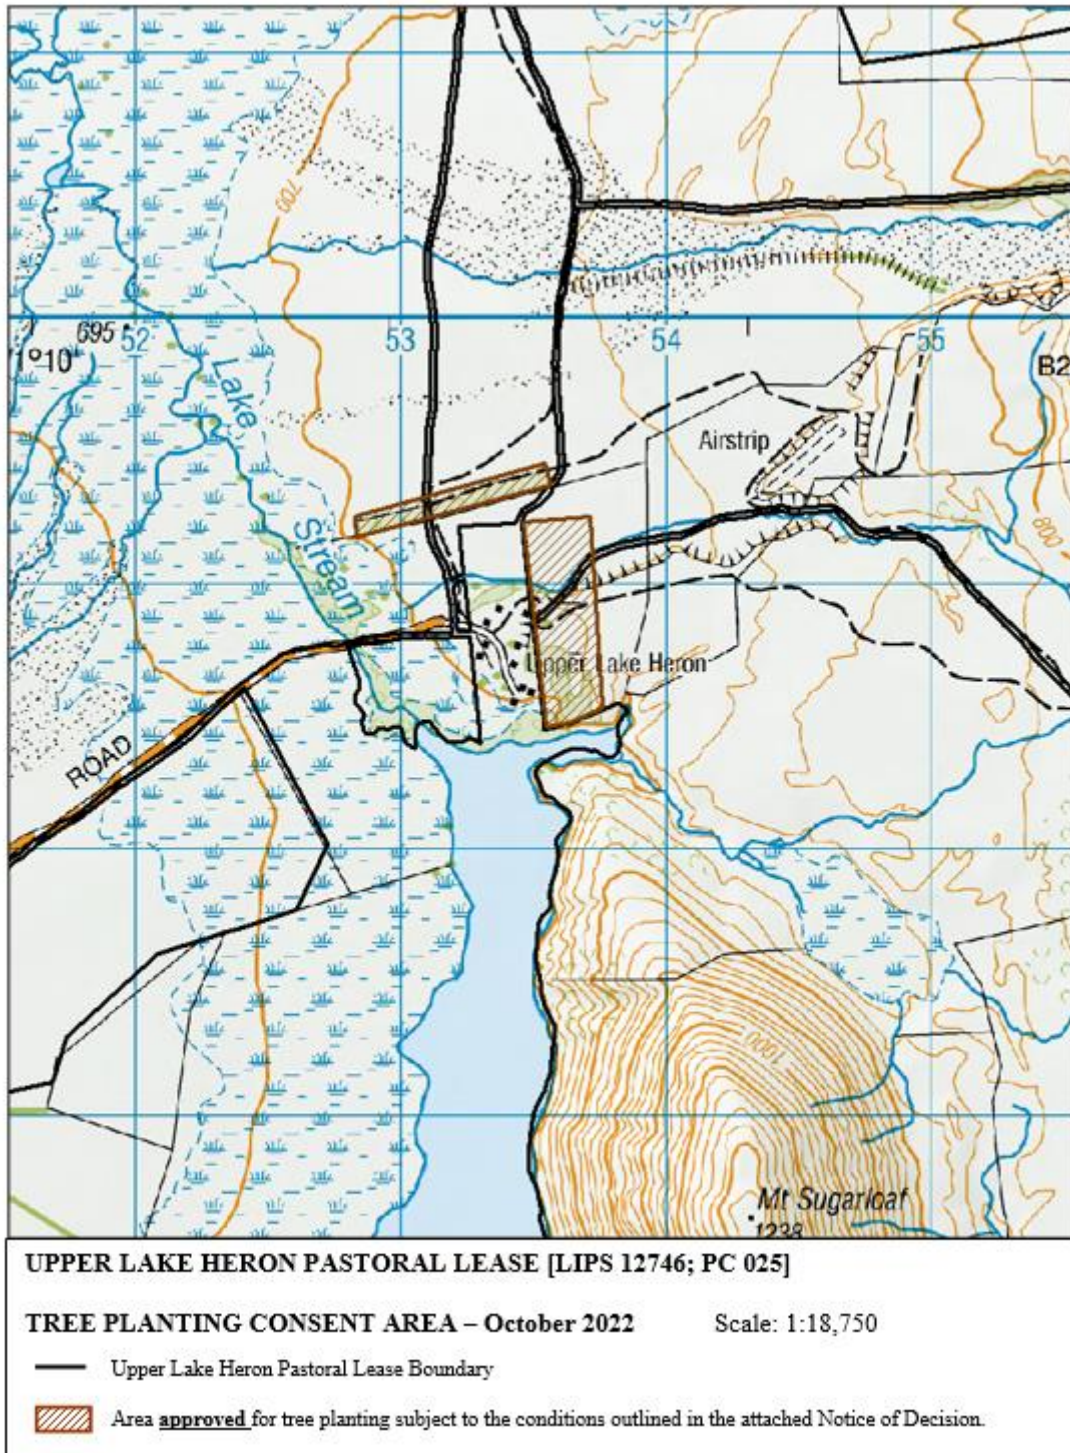 700
695
52
53
54
55
1°10'
B2
Lake
Stream
Airstrip
800
Upper Lake Heron
ROAD
1000
Mt Sugarloaf
1238
UPPER LAKE HERON PASTORAL LEASE [LIPS 12746; PC 025]
TREE PLANTING CONSENT AREA – October 2022 Scale: 1:18,750
Upper Lake Heron Pastoral Lease Boundary
Area approved for tree planting subject to the conditions outlined in the attached Notice of Decision.